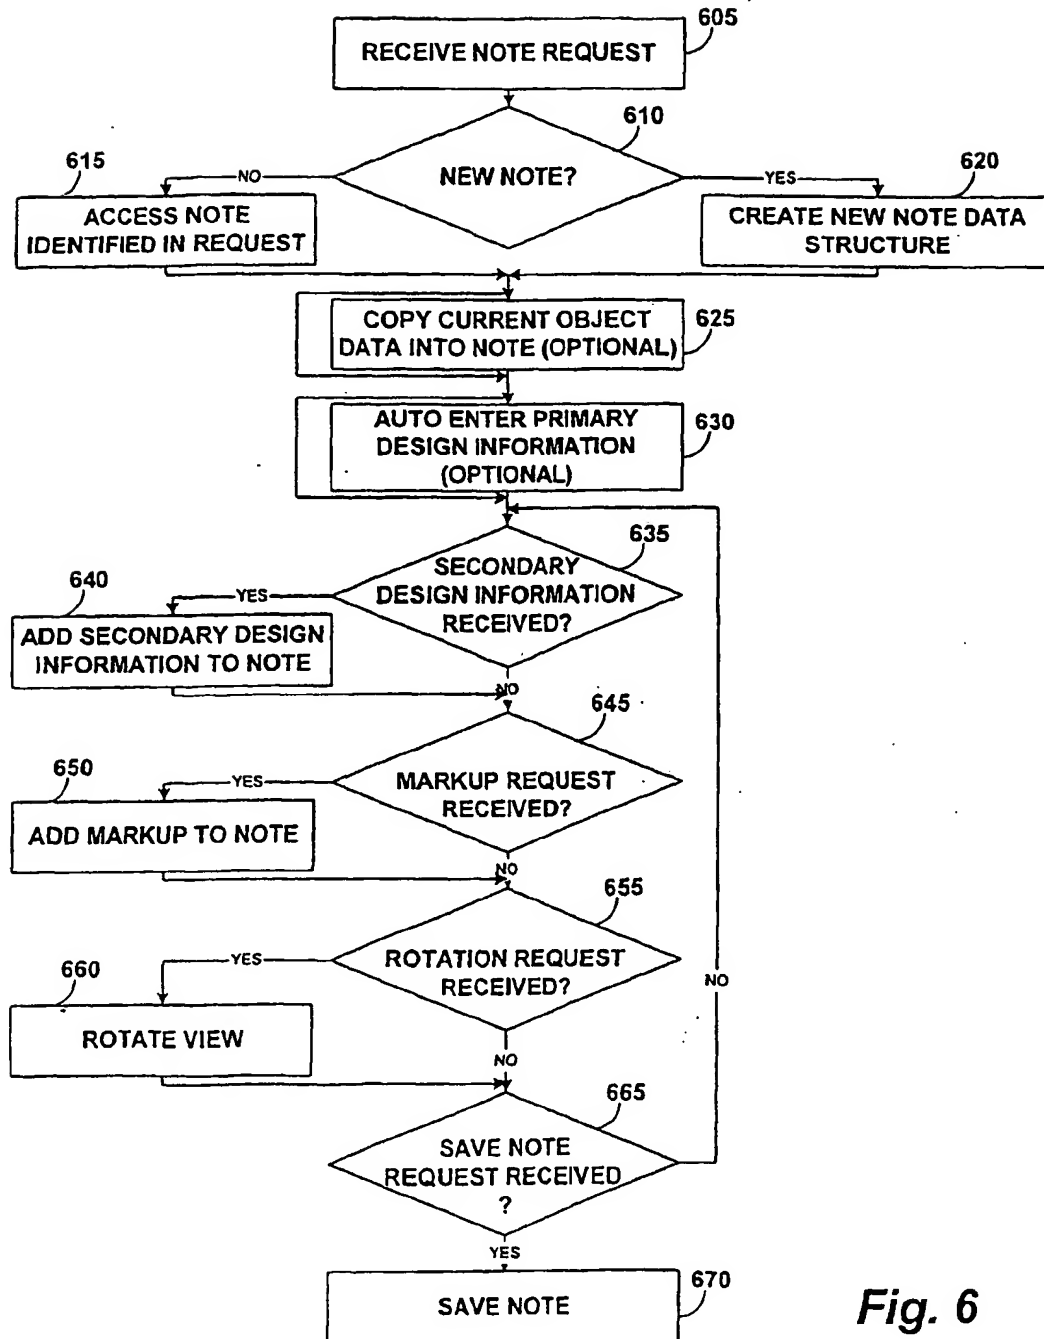 605
RECEIVE NOTE REQUEST
610
NEW NOTE?
NO
YES
615
ACCESS NOTE
IDENTIFIED IN REQUEST
620
CREATE NEW NOTE DATA
STRUCTURE
COPY CURRENT OBJECT
DATA INTO NOTE (OPTIONAL)
625
AUTO ENTER PRIMARY
DESIGN INFORMATION
(OPTIONAL)
630
635
SECONDARY
DESIGN INFORMATION
RECEIVED?
YES
640
ADD SECONDARY DESIGN
INFORMATION TO NOTE
NO
645
MARKUP REQUEST
RECEIVED?
YES
650
ADD MARKUP TO NOTE
NO
655
ROTATION REQUEST
RECEIVED?
YES
660
ROTATE VIEW
NO
NO
665
SAVE NOTE
REQUEST RECEIVED
?
YES
670
SAVE NOTE
Fig. 6